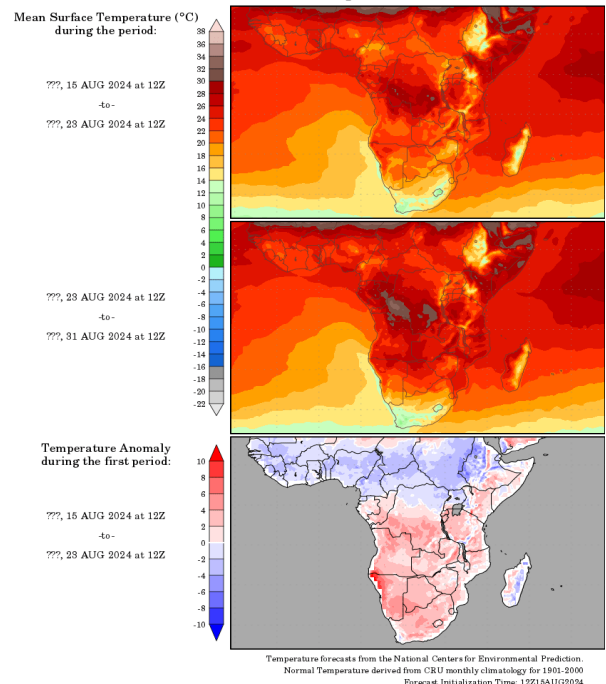 Mean Surface Temperature (°C)
during the period:
???, 15 AUG 2024 at 12Z
-to-
???, 23 AUG 2024 at 12Z
38
36
34
32
30
28
26
24
22
20
18
16
14
12
10
8
6
4
2
0
-2
-4
-6
-8
-10
-12
-14
-16
-18
-20
-22
???, 23 AUG 2024 at 12Z
-to-
???, 31 AUG 2024 at 12Z
Temperature Anomaly
during the first period:
???, 15 AUG 2024 at 12Z
-to-
???, 23 AUG 2024 at 12Z
10
8
6
4
2
0
-2
-4
-6
-8
-10
Temperature forecasts from the National Centers for Environmental Prediction.
Normal Temperature derived from CRU monthly climatology for 1901-2000
Forecast Initialization Time: 12Z15AUG2024